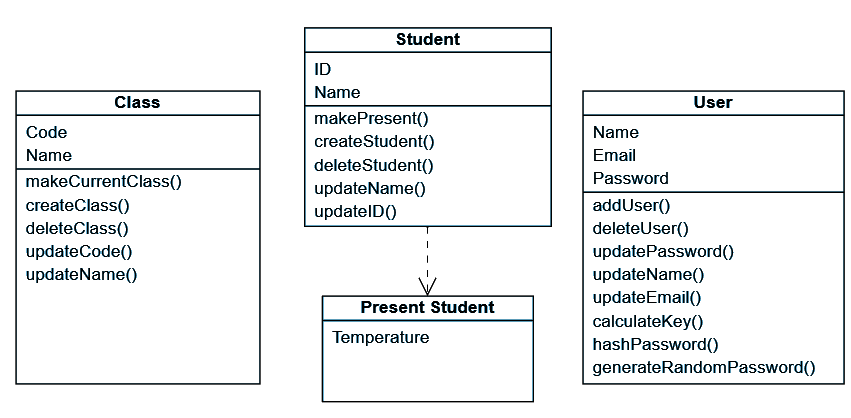 Class
Code
Name
makeCurrentClass()
createClass()
deleteClass()
updateCode()
updateName()
Student
ID
Name
makePresent()
createStudent()
deleteStudent()
updateName()
updateID()
Present Student
Temperature
User
Name
Email
Password
addUser()
deleteUser()
updatePassword()
updateName()
updateEmail()
calculateKey()
hashPassword()
generateRandomPassword()